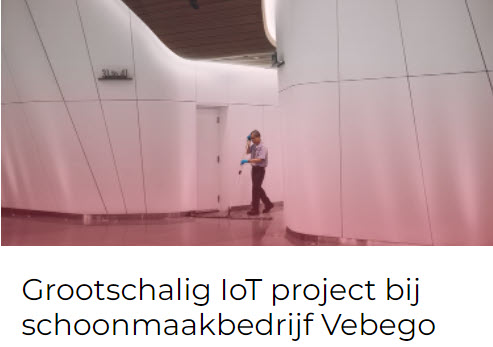 Grootschalig IoT project bij
schoonmaakbedrijf Vebego